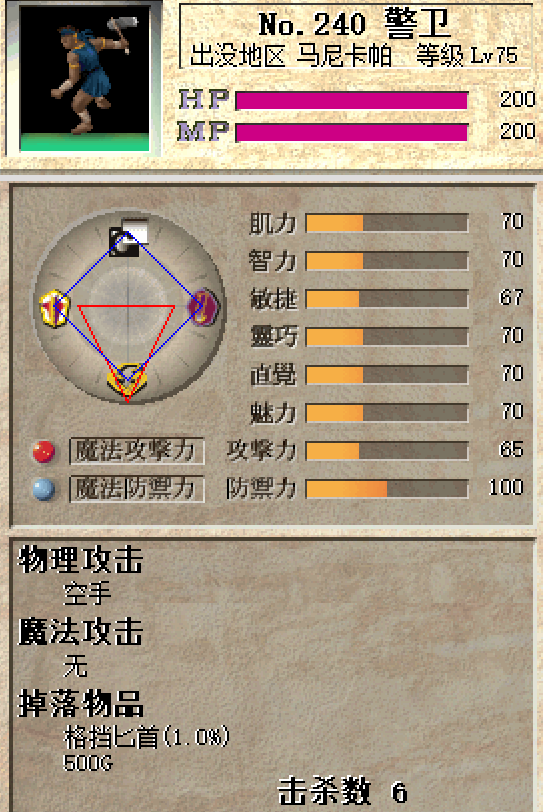 No.240 警卫
出没地区 马尼卡帕 等级 Lv75
HP 200
MP 200
肌力 70
智力 70
敏捷 67
靈巧 70
直覺 70
魅力 70
魔法攻擊力 攻擊力 65
魔法防禦力 防禦力 100
物理攻击
空手
魔法攻击
无
掉落物品
格挡匕首(1.0%)
500G
击杀数 6